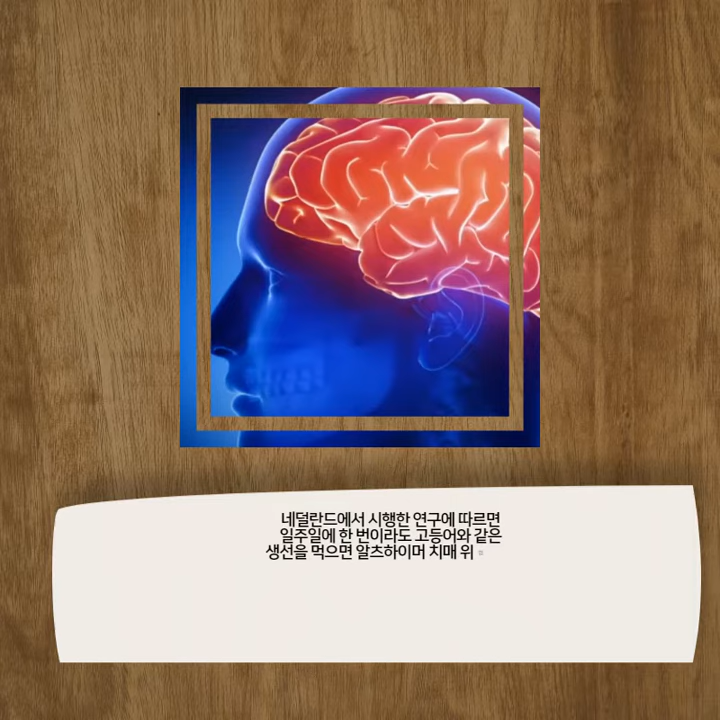 네덜란드에서 시행한 연구에 따르면
일주일에 한 번이라도 고등어와 같은
생선을 먹으면 알츠하이머 치매 위